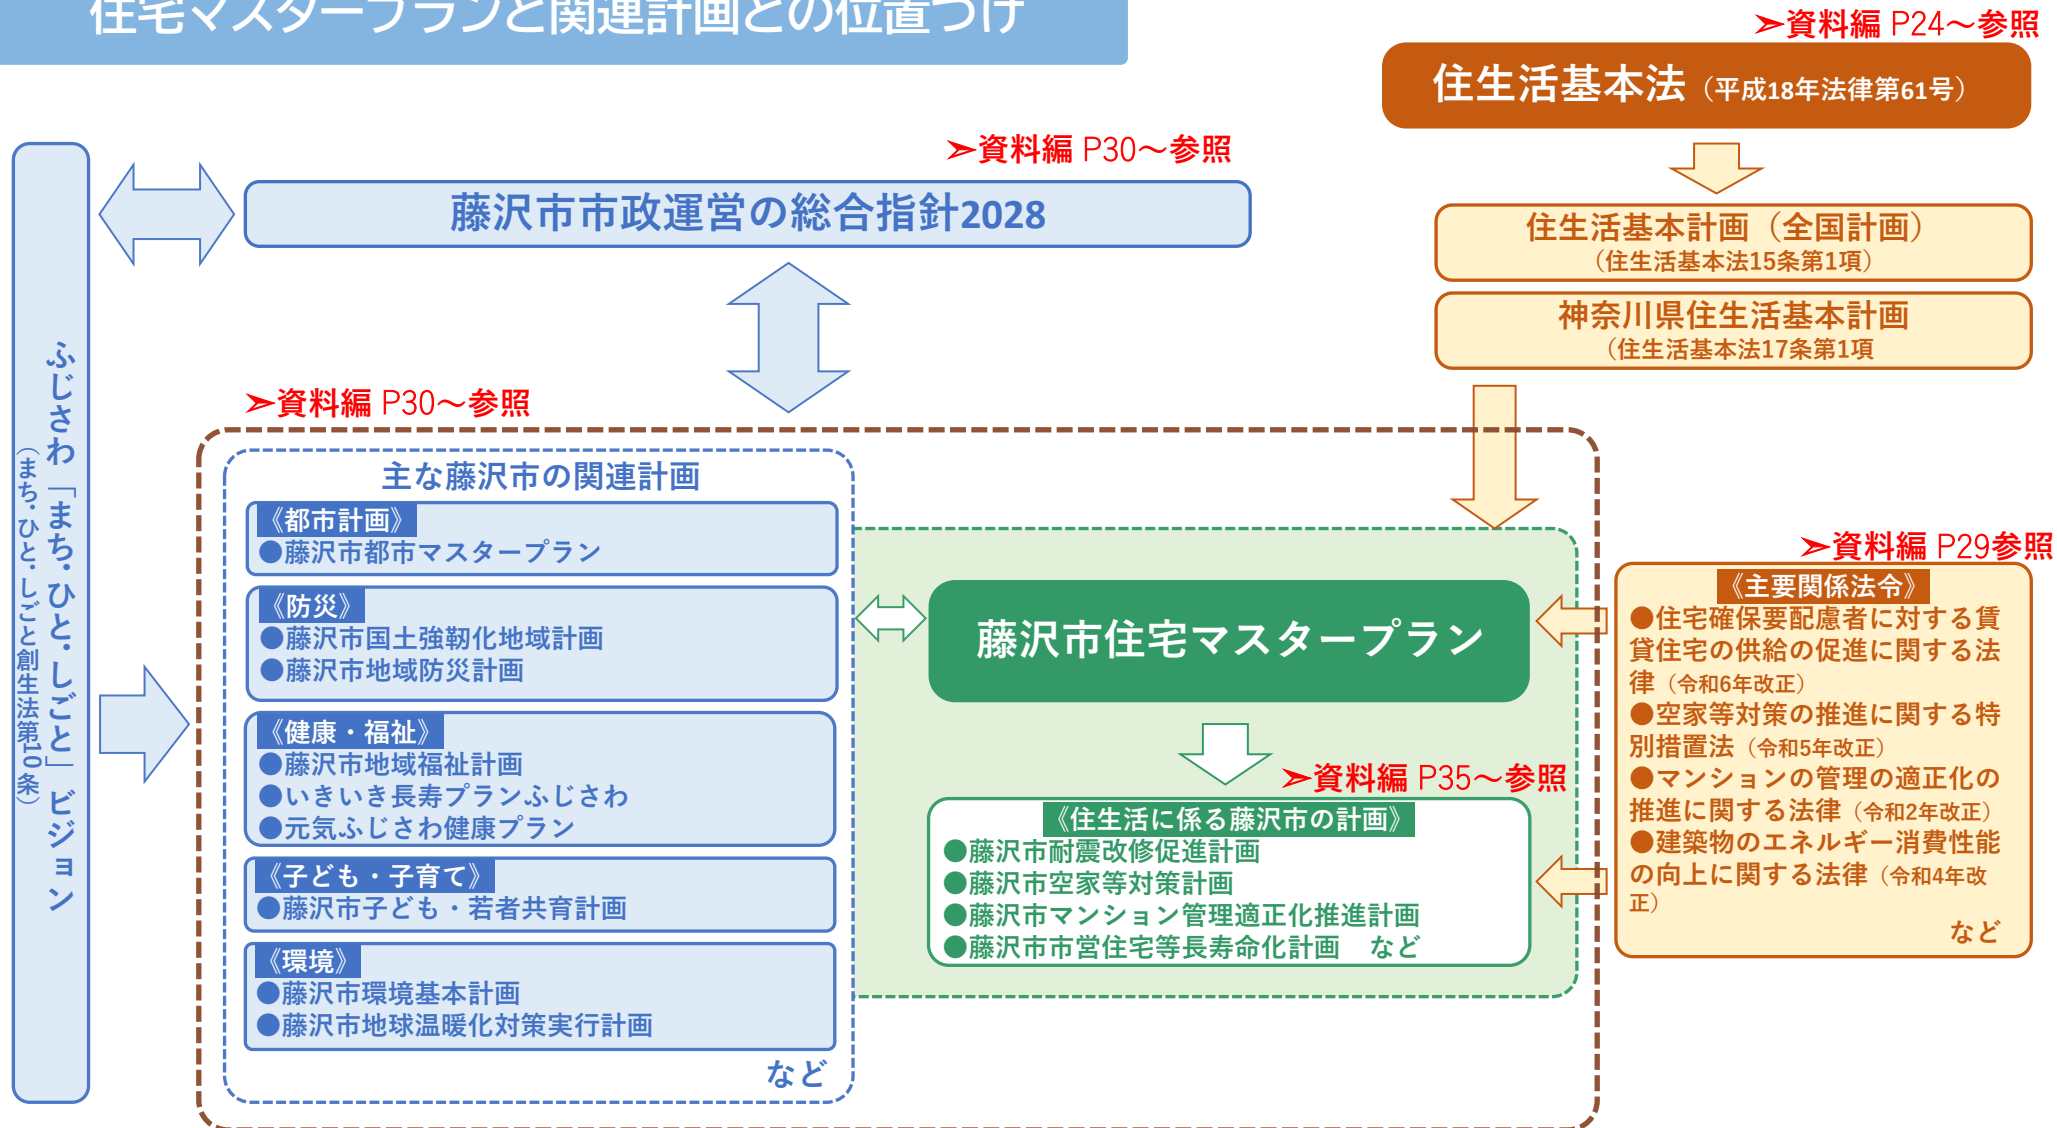 住宅マスタープランと関連計画との位置づけ
➣資料編 P24～参照
住生活基本法（平成18年法律第61号）
➣資料編 P30～参照
藤沢市市政運営の総合指針2028
住生活基本計画（全国計画）
（住生活基本法15条第1項）
神奈川県住生活基本計画
（住生活基本法17条第1項
ふじさわ「まち・ひと・しごと」ビジョン
（まち・ひと・しごと創生法第10条）
➣資料編 P30～参照
主な藤沢市の関連計画
《都市計画》
●藤沢市都市マスタープラン
《防災》
●藤沢市国土強靭化地域計画
●藤沢市地域防災計画
《健康・福祉》
●藤沢市地域福祉計画
●いきいき長寿プランふじさわ
●元気ふじさわ健康プラン
《子ども・子育て》
●藤沢市子ども・若者共育計画
《環境》
●藤沢市環境基本計画
●藤沢市地球温暖化対策実行計画
など
藤沢市住宅マスタープラン
➣資料編 P35～参照
《住生活に係る藤沢市の計画》
●藤沢市耐震改修促進計画
●藤沢市空家等対策計画
●藤沢市マンション管理適正化推進計画
●藤沢市市営住宅等長寿命化計画　など
➣資料編 P29参照
《主要関係法令》
●住宅確保要配慮者に対する賃
貸住宅の供給の促進に関する法
律（令和6年改正）
●空家等対策の推進に関する特
別措置法（令和5年改正）
●マンションの管理の適正化の
推進に関する法律（令和2年改正）
●建築物のエネルギー消費性能
の向上に関する法律（令和4年改
正）
など